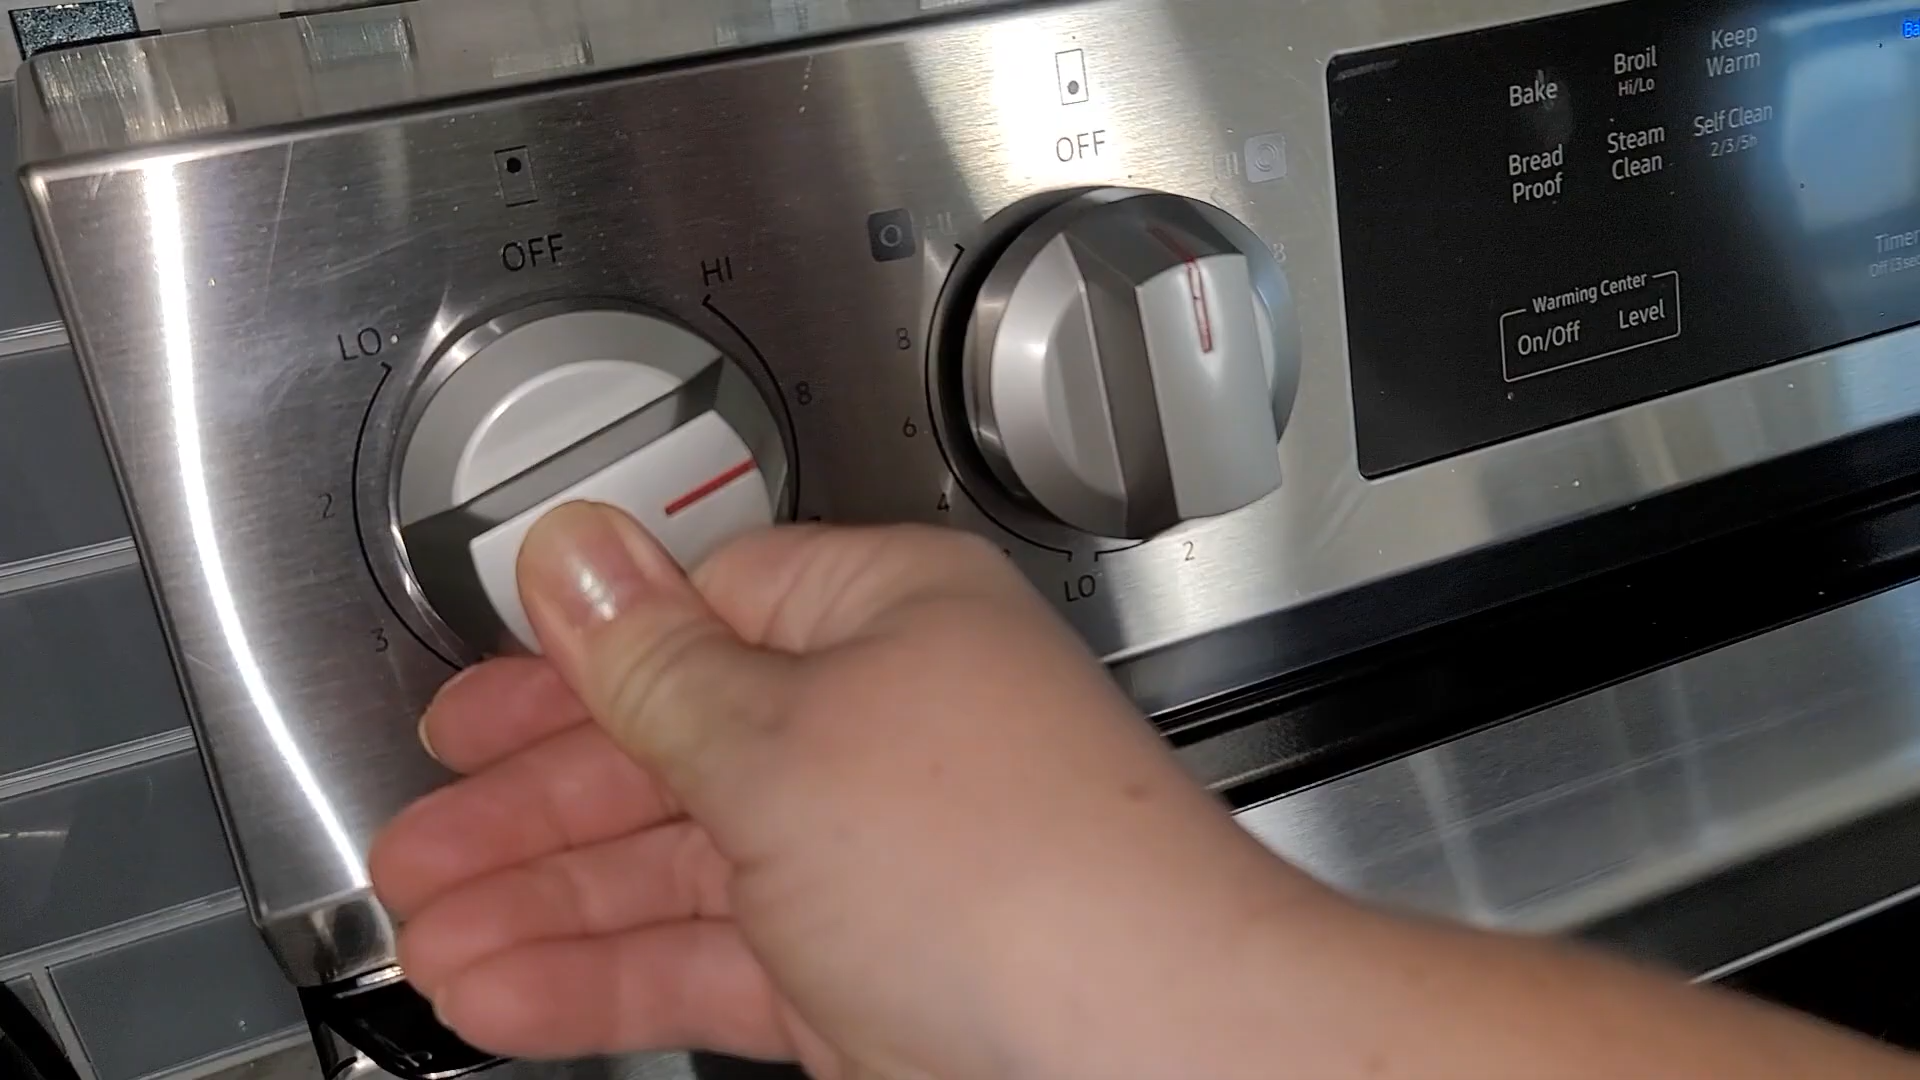 OFF
LO
HI
8
2
3
OFF
8
8
6
4
LO
2
Bake
Broil
Hi/Lo
Keep
Warm
Bread
Proof
Steam
Clean
Self Clean
2/3/5h
Warming Center
On/Off
Level
Timer